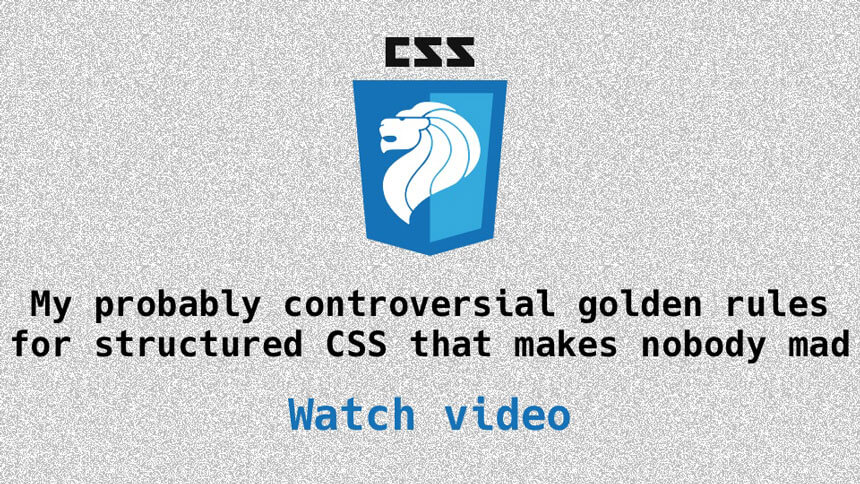 CSS
My probably controversial golden rules
for structured CSS that makes nobody mad
Watch video